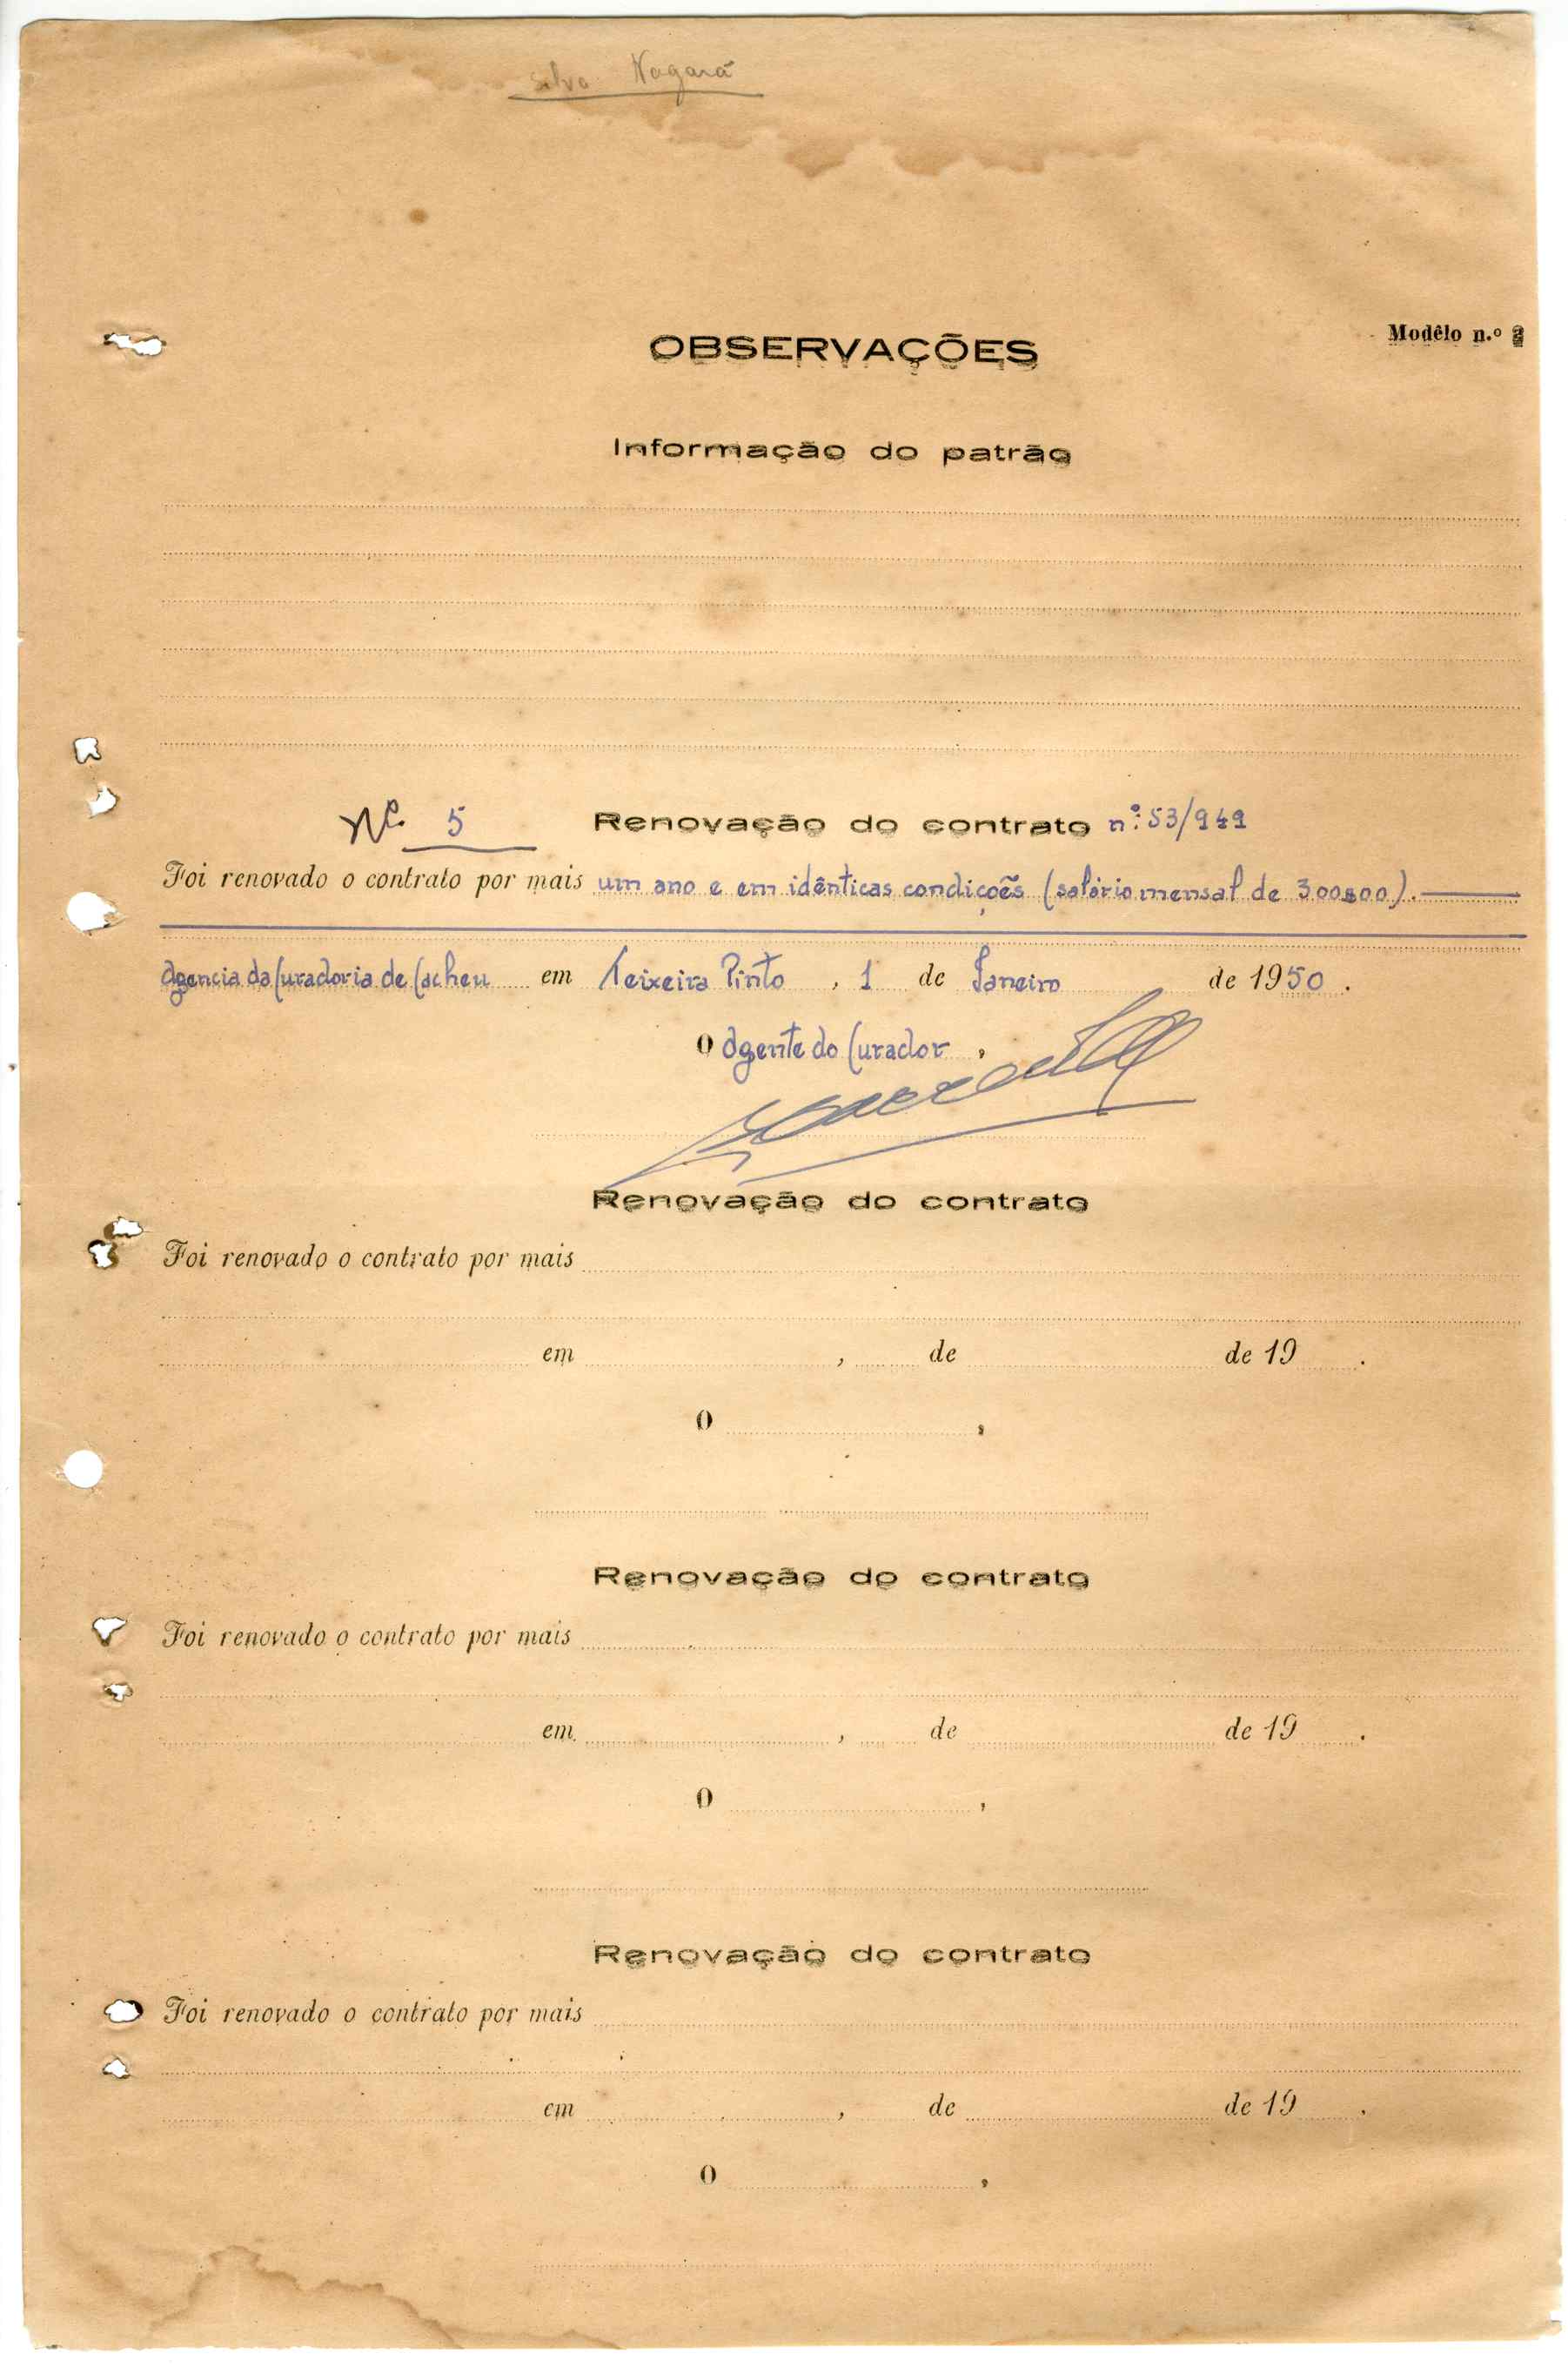 Silva Nagará
Modêlo n.º 2
OBSERVAÇÕES
Informação do patrão
Nº. 5 Renovação do contrato n.º 53/949
Foi renovado o contrato por mais um ano e em idênticas condiçoẽs (salário mensal de 300$00).
Agencia da Curadoria de Cacheu em Teixeira Pinto, 1 de Janeiro de 1950.
O Agente do Curador,
Renovação do contrato
Foi renovado o contrato por mais
em , de de 19 .
O ,
Renovação do contrato
Foi renovado o contrato por mais
em , de de 19 .
O ,
Renovação do contrato
Foi renovado o contrato por mais
em , de de 19 .
O ,